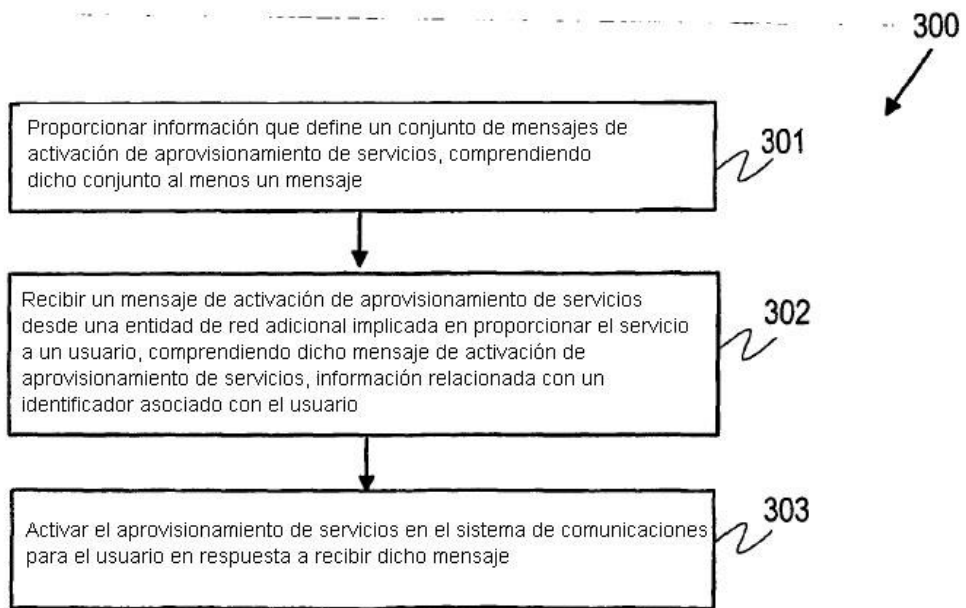 300
Proporcionar información que define un conjunto de mensajes de
activación de aprovisionamiento de servicios, comprendiendo
dicho conjunto al menos un mensaje
301
Recibir un mensaje de activación de aprovisionamiento de servicios
desde una entidad de red adicional implicada en proporcionar el servicio
a un usuario, comprendiendo dicho mensaje de activación de
aprovisionamiento de servicios, información relacionada con un
identificador asociado con el usuario
302
Activar el aprovisionamiento de servicios en el sistema de comunicaciones
para el usuario en respuesta a recibir dicho mensaje
303